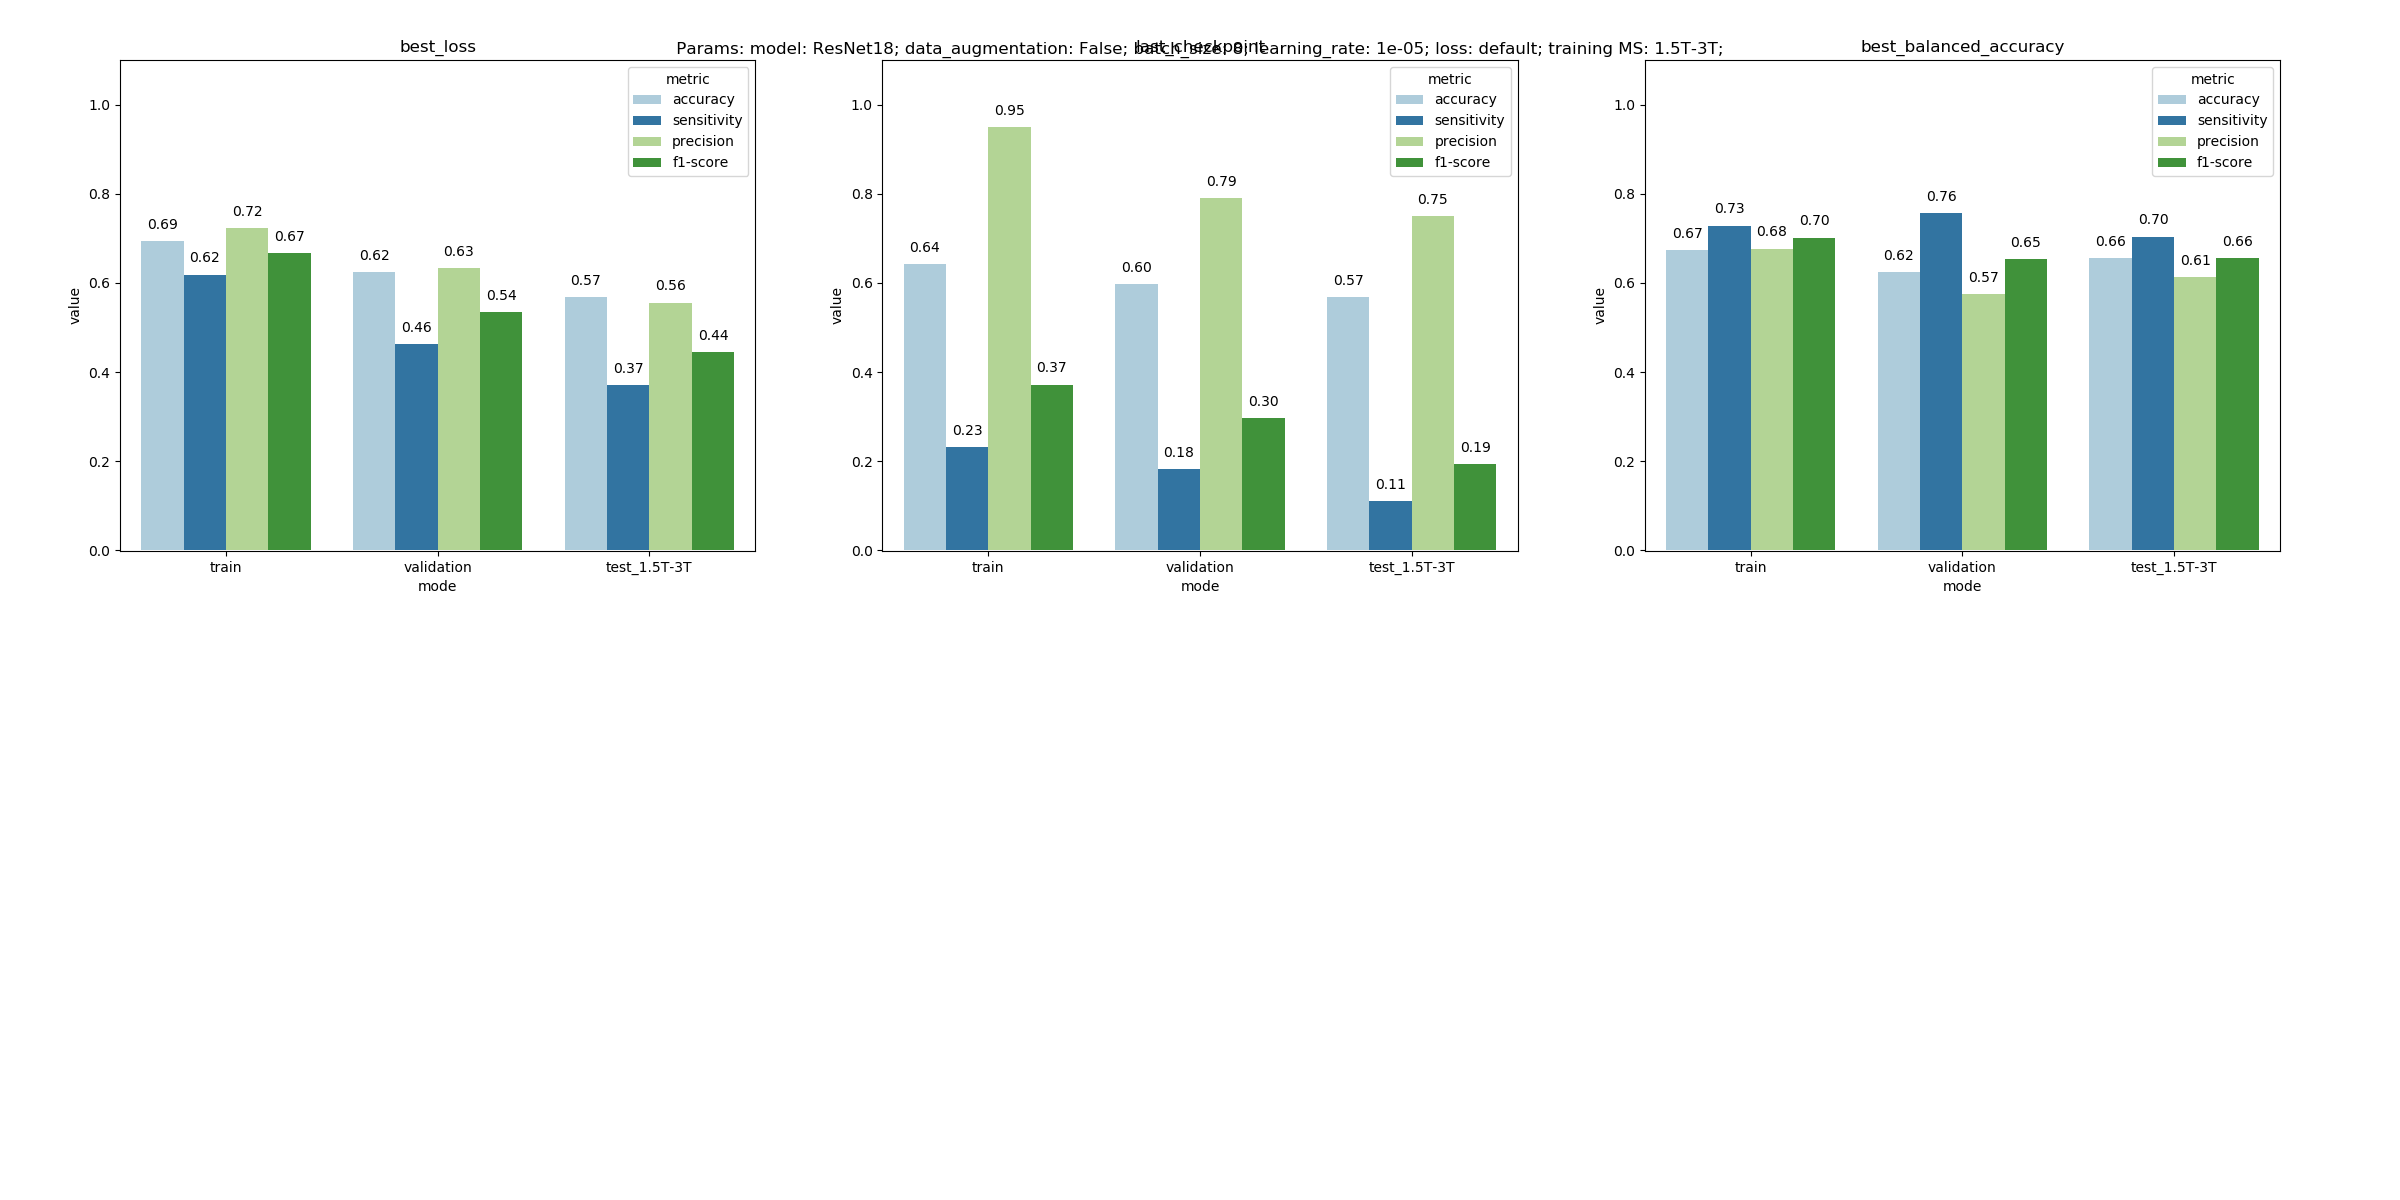 Params: model: ResNet18; data_augmentation: False; batch_size: 8; learning_rate: 1e-05; loss: default; training MS: 1.5T-3T;
best_loss
metric
accuracy
sensitivity
precision
f1-score
value
1.0
0.8
0.6
0.4
0.2
0.0
0.69
0.62
0.72
0.67
0.62
0.46
0.63
0.54
0.57
0.37
0.56
0.44
train validation test_1.5T-3T
mode
last_checkpoint
metric
accuracy
sensitivity
precision
f1-score
value
1.0
0.8
0.6
0.4
0.2
0.0
0.64
0.23
0.95
0.37
0.60
0.18
0.79
0.30
0.57
0.11
0.75
0.19
train validation test_1.5T-3T
mode
best_balanced_accuracy
metric
accuracy
sensitivity
precision
f1-score
value
1.0
0.8
0.6
0.4
0.2
0.0
0.67
0.73
0.68
0.70
0.62
0.76
0.57
0.65
0.66
0.70
0.61
0.66
train validation test_1.5T-3T
mode